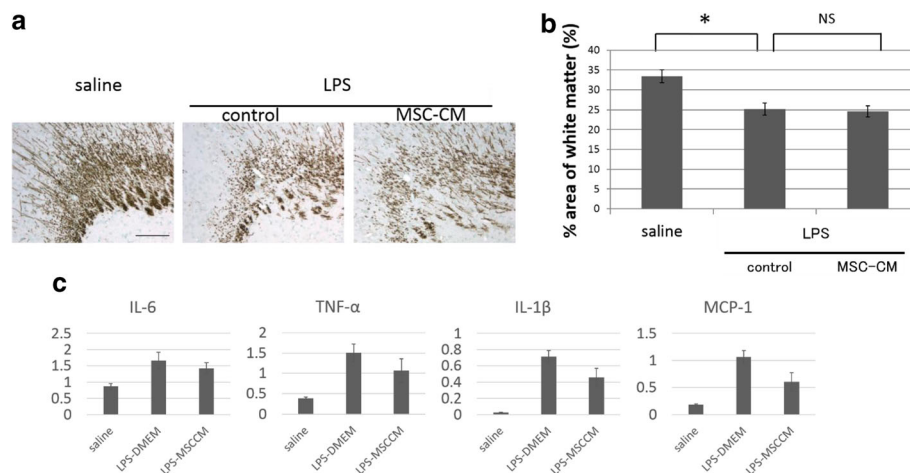 a
saline
LPS
control
MSC-CM
b
*
NS
% area of white matter (%)
40
35
30
25
20
15
10
5
0
saline
LPS
control
MSC-CM
c
IL-6
2.5
2
1.5
1
0.5
0
saline
LPS-DMEM
LPS-MSCCM
TNF-α
2
1.5
1
0.5
0
saline
LPS-DMEM
LPS-MSCCM
IL-1β
1
0.8
0.6
0.4
0.2
0
saline
LPS-DMEM
LPS-MSCCM
MCP-1
1.5
1
0.5
0
saline
LPS-DMEM
LPS-MSCCM